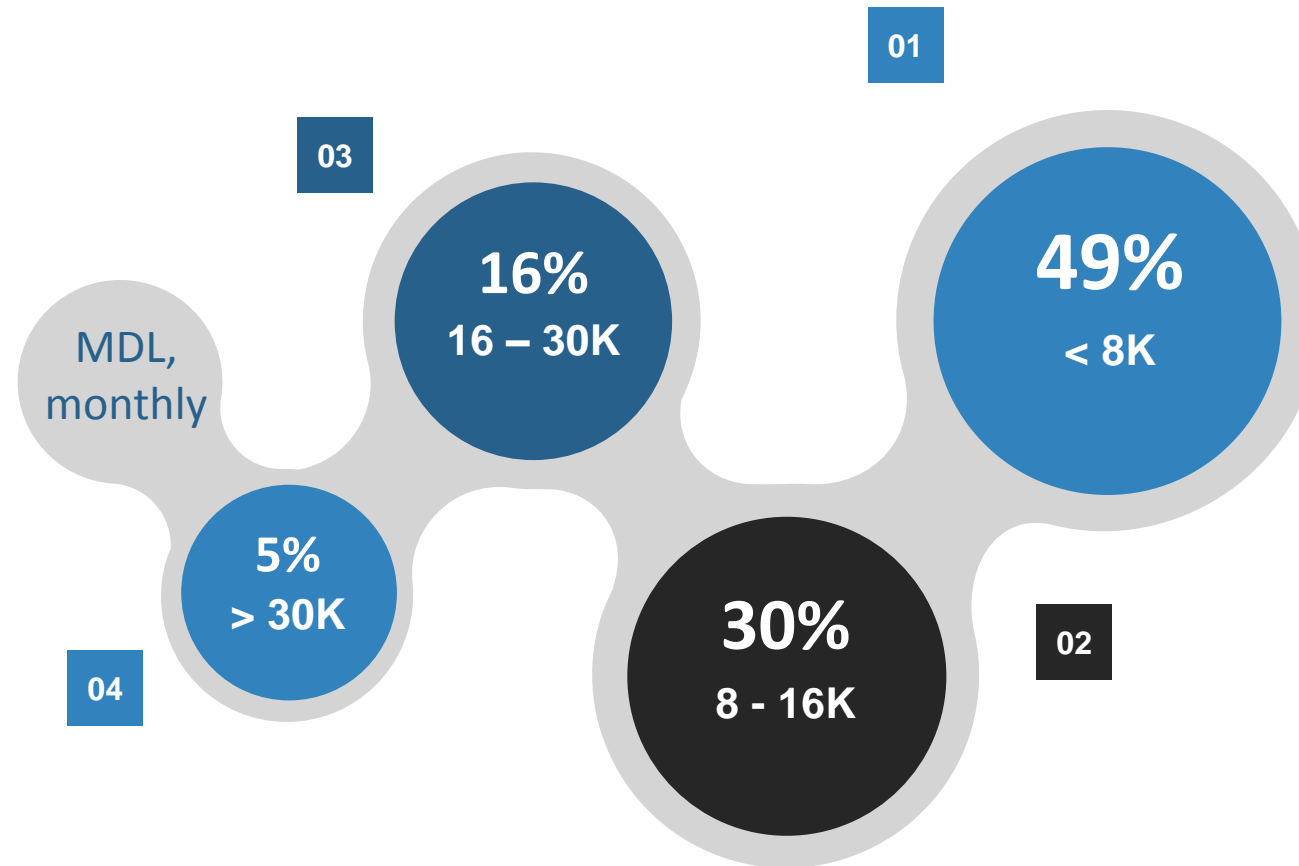 01
49%
< 8K
03
16%
16 – 30K
MDL,
monthly
5%
> 30K
04
30%
8 - 16K
02